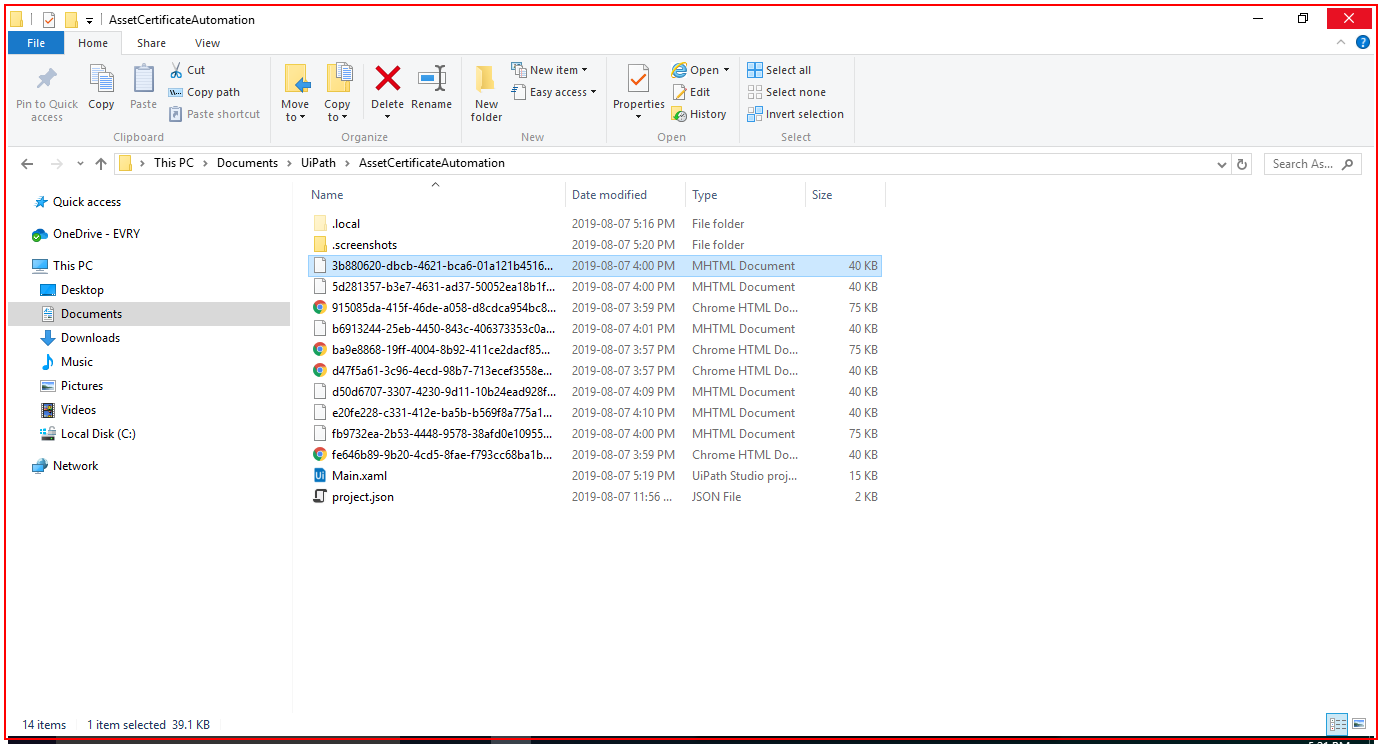 AssetCertificateAutomation
File Home Share View
Pin to Quick access
Copy
Paste
Cut
Copy path
Paste shortcut
Clipboard
Move to
Copy to
Delete
Rename
Organize
New folder
New item
Easy access
New
Properties
Open
Edit
History
Open
Select all
Select none
Invert selection
Select
This PC > Documents > UiPath > AssetCertificateAutomation
Search As...
Quick access
OneDrive - EVRY
This PC
Desktop
Documents
Downloads
Music
Pictures
Videos
Local Disk (C:)
Network
Name Date modified Type Size
.local 2019-08-07 5:16 PM File folder
.screenshots 2019-08-07 5:20 PM File folder
3b880620-dbcb-4621-bca6-01a121b4516... 2019-08-07 4:00 PM MHTML Document 40 KB
5d281357-b3e7-4631-ad37-50052ea18b1f... 2019-08-07 4:00 PM MHTML Document 40 KB
915085da-415f-46de-a058-d8cdca954bc8... 2019-08-07 3:59 PM Chrome HTML Do... 75 KB
b6913244-25eb-4450-843c-406373353c0a... 2019-08-07 4:01 PM MHTML Document 40 KB
ba9e8868-19ff-4004-8b92-411ce2dacf85... 2019-08-07 3:57 PM Chrome HTML Do... 75 KB
d47f5a61-3c96-4ecd-98b7-713ecef3558e... 2019-08-07 3:57 PM Chrome HTML Do... 40 KB
d50d6707-3307-4230-9d11-10b24ead928f... 2019-08-07 4:09 PM MHTML Document 40 KB
e20fe228-c331-412e-ba5b-b569f8a775a1... 2019-08-07 4:10 PM MHTML Document 40 KB
fb9732ea-2b53-4448-9578-38afd0e10955... 2019-08-07 4:00 PM MHTML Document 75 KB
fe646b89-9b20-4cd5-8fae-f793cc68ba1b... 2019-08-07 3:59 PM Chrome HTML Do... 40 KB
Main.xaml 2019-08-07 5:19 PM UiPath Studio proj... 15 KB
project.json 2019-08-07 11:56 ... JSON File 2 KB
14 items 1 item selected 39.1 KB